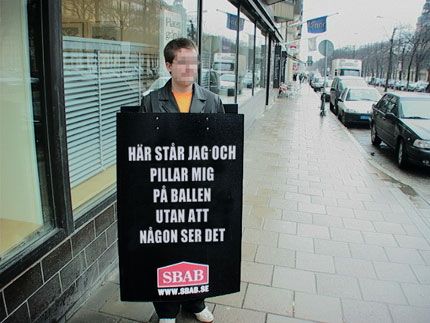 HÄR STÅR JAG OCH
PILLAR MIG
PÅ BALLEN
UTAN ATT
NÅGON SER DET
SBAB
WWW.SBAB.SE